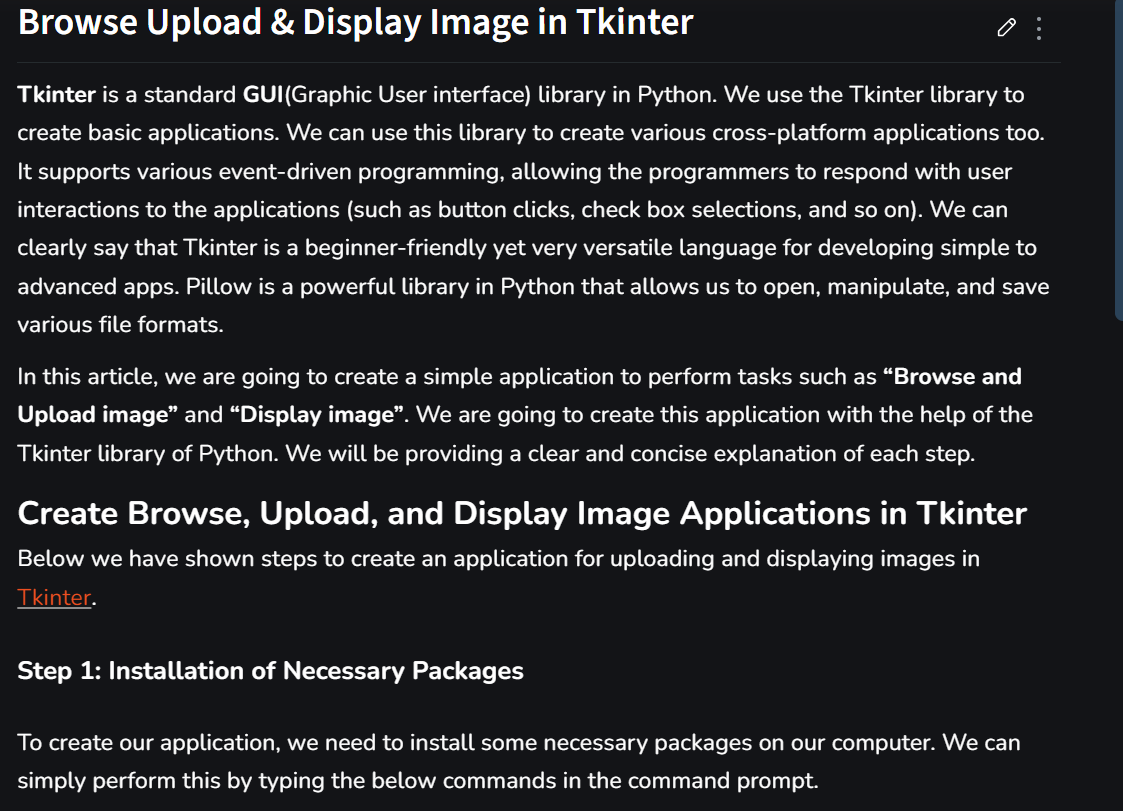 Browse Upload & Display Image in Tkinter
Tkinter is a standard GUI(Graphic User interface) library in Python. We use the Tkinter library to
create basic applications. We can use this library to create various cross-platform applications too.
It supports various event-driven programming, allowing the programmers to respond with user
interactions to the applications (such as button clicks, check box selections, and so on). We can
clearly say that Tkinter is a beginner-friendly yet very versatile language for developing simple to
advanced apps. Pillow is a powerful library in Python that allows us to open, manipulate, and save
various file formats.
In this article, we are going to create a simple application to perform tasks such as “Browse and
Upload image” and “Display image”. We are going to create this application with the help of the
Tkinter library of Python. We will be providing a clear and concise explanation of each step.
Create Browse, Upload, and Display Image Applications in Tkinter
Below we have shown steps to create an application for uploading and displaying images in
Tkinter.
Step 1: Installation of Necessary Packages
To create our application, we need to install some necessary packages on our computer. We can
simply perform this by typing the below commands in the command prompt.